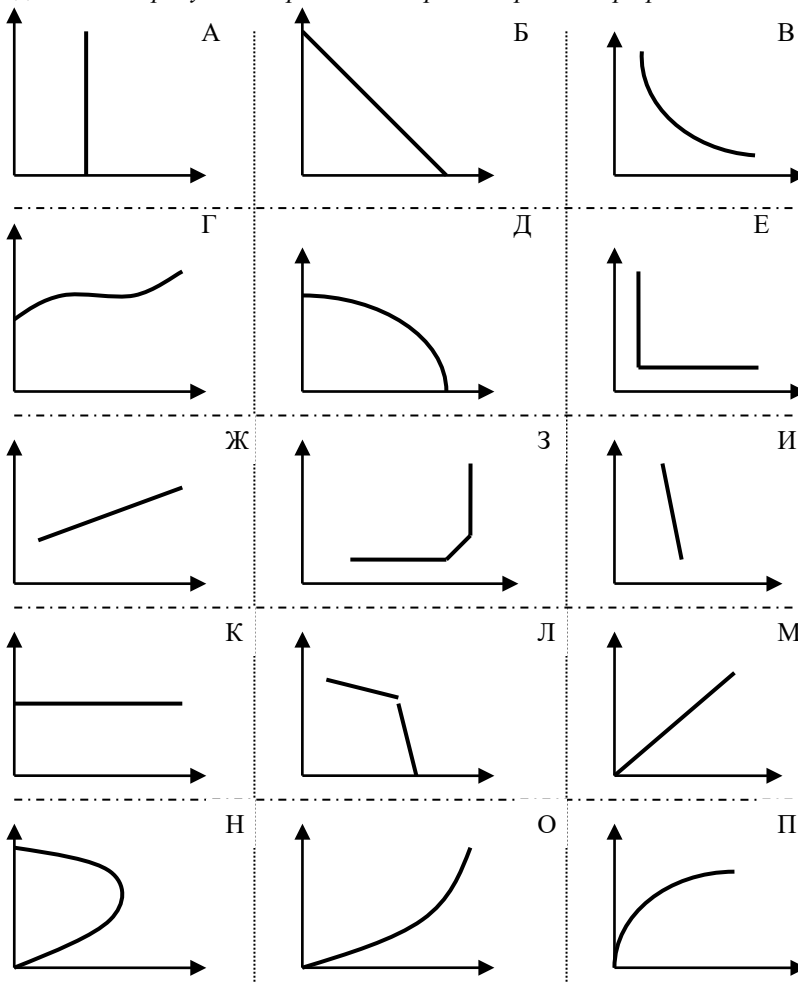 А Б В
Г Д Е
Ж З И
К Л М
Н О П